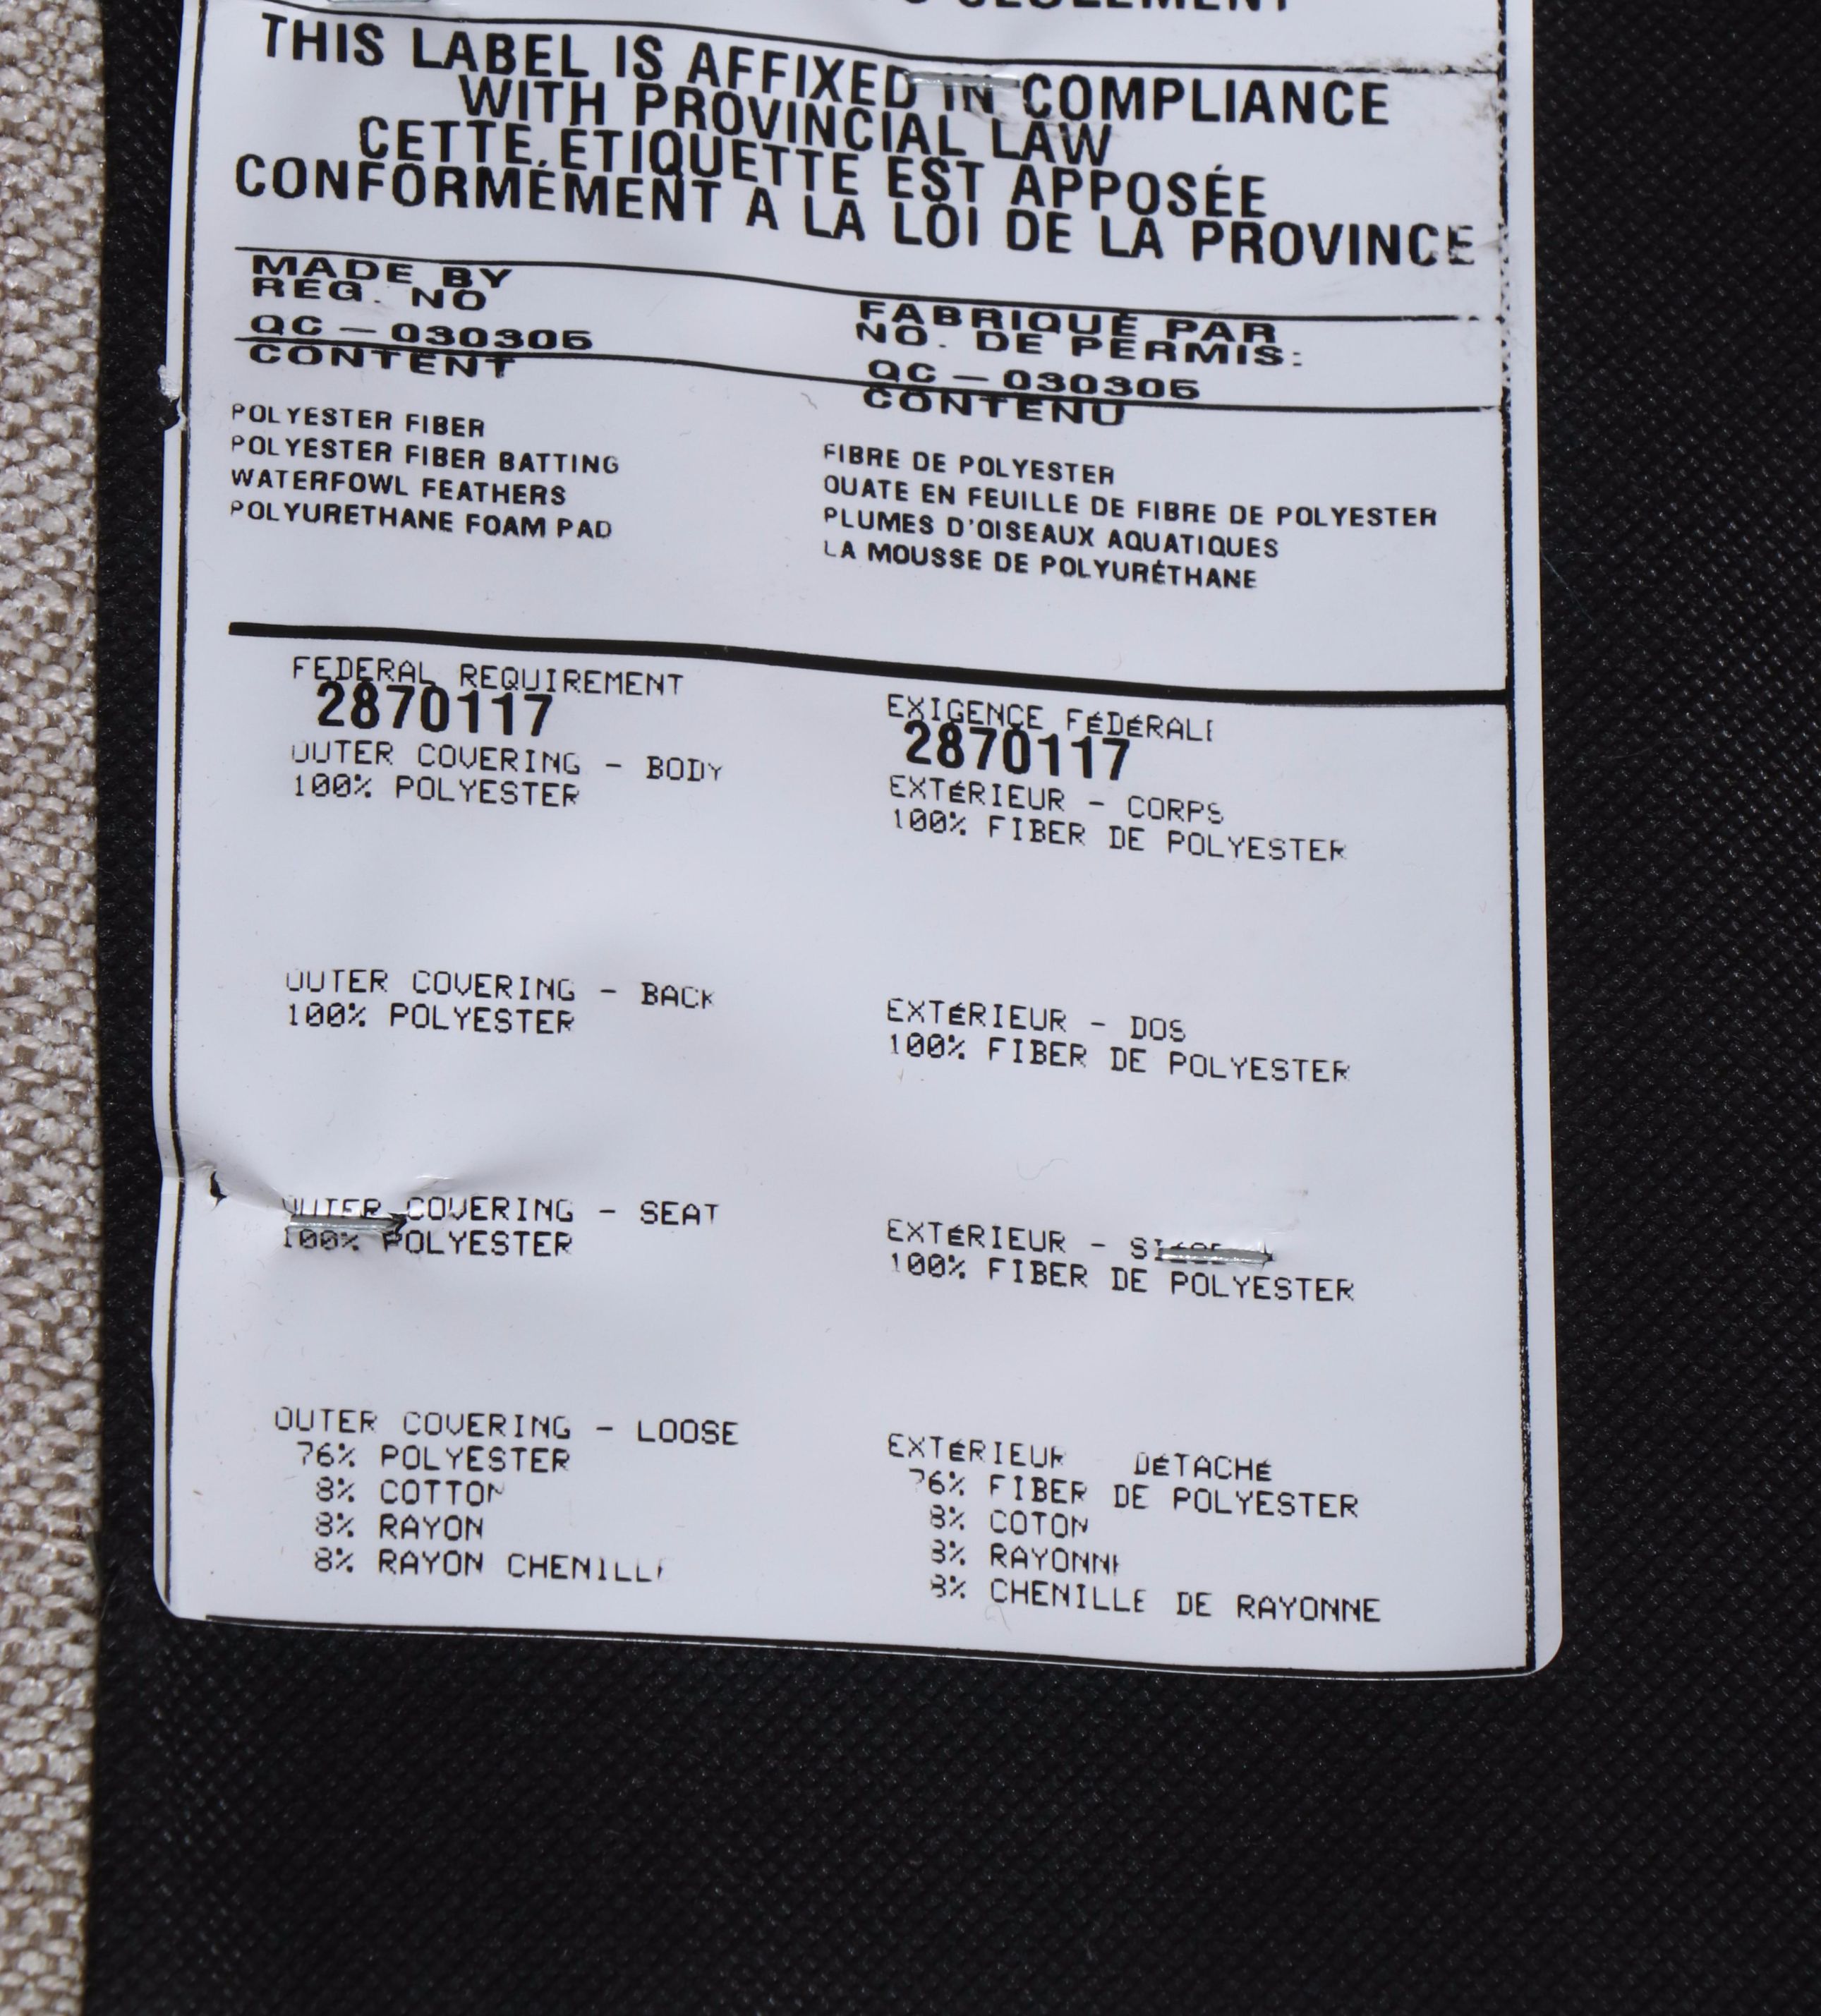 SEULEMENT
THIS LABEL IS AFFIXED IN COMPLIANCE
WITH PROVINCIAL LAW
CETTE ÉTIQUETTE EST APPOSÉE
CONFORMÉMENT A LA LOI DE LA PROVINCE
MADE BY
REG. NO
QC - 030305
CONTENT
POLYESTER FIBER
POLYESTER FIBER BATTING
WATERFOWL FEATHERS
POLYURETHANE FOAM PAD
FABRIQUÉ PAR
NO. DE PERMIS:
QC - 030305
CONTENU
FIBRE DE POLYESTER
OUATE EN FEUILLE DE FIBRE DE POLYESTER
PLUMES D'OISEAUX AQUATIQUES
LA MOUSSE DE POLYURÉTHANE
FEDERAL REQUIREMENT
2870117
OUTER COVERING - BODY
100% POLYESTER
OUTER COVERING - BACK
100% POLYESTER
OUTER COVERING - SEAT
100% POLYESTER
OUTER COVERING - LOOSE
76% POLYESTER
8% COTTON
8% RAYON
8% RAYON CHENILLE
EXIGENCE FÉDÉRALE
2870117
EXTÉRIEUR - CORPS
100% FIBER DE POLYESTER
EXTÉRIEUR - DOS
100% FIBER DE POLYESTER
EXTÉRIEUR - SIÉGE
100% FIBER DE POLYESTER
EXTÉRIEUR DÉTACHÉ
76% FIBER DE POLYESTER
8% COTON
8% RAYONNE
8% CHENILLE DE RAYONNE